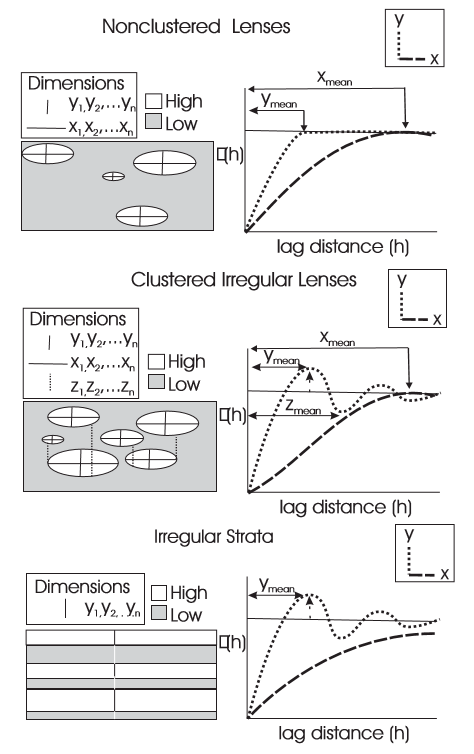 Nonclustered Lenses
y
x
Dimensions
y1,y2,...yn
x1,x2,...xn
High
Low
xmean
ymean
(h)
lag distance (h)
Clustered Irregular Lenses
y
x
Dimensions
y1,y2,...yn
x1,x2,...xn
z1,z2,...zn
High
Low
xmean
ymean
zmean
(h)
lag distance (h)
Irregular Strata
y
x
Dimensions
y1,y2,..yn
High
Low
ymean
(h)
lag distance (h)